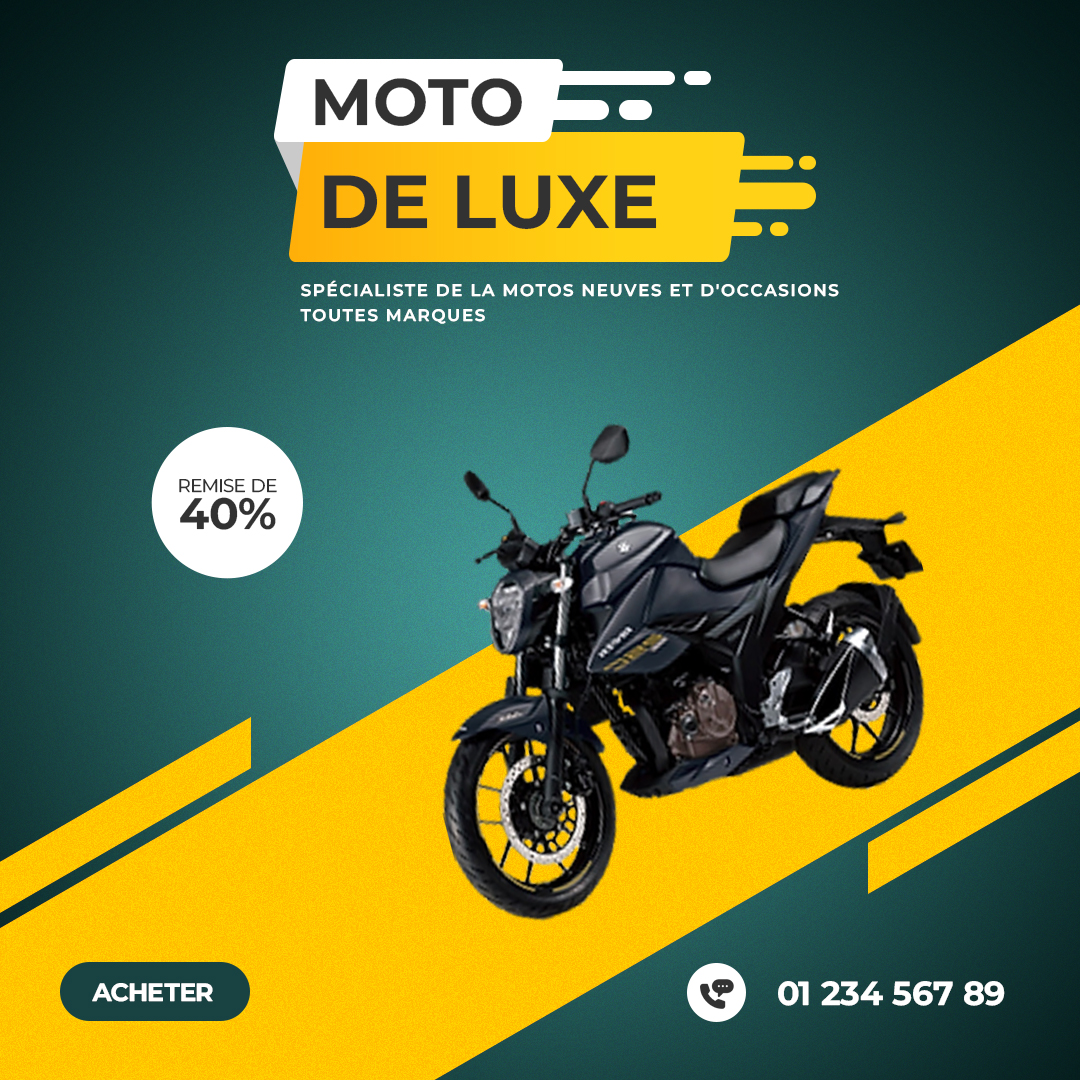 MOTO
DE LUXE
SPÉCIALISTE DE LA MOTOS NEUVES ET D'OCCASIONS
TOUTES MARQUES
REMISE DE
40%
ACHETER
01 234 567 89